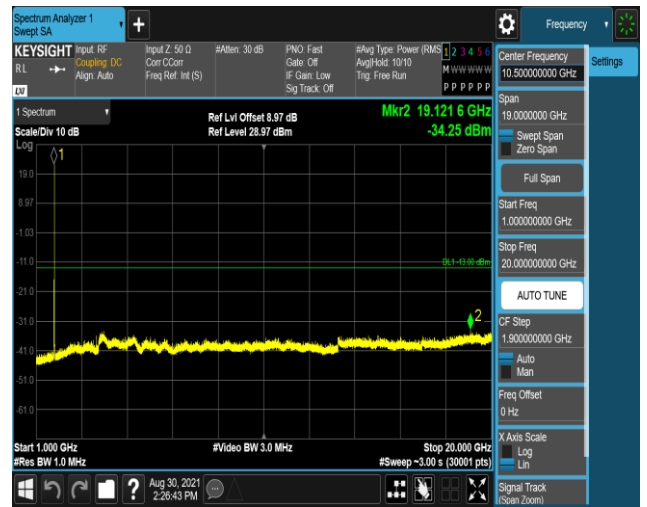 Spectrum Analyzer 1
Swept SA
Frequency
KEYSIGHT
RL
LXI
Input: RF
Coupling: DC
Align: Auto
Input Z: 50 Ω
Corr CCorr
Freq Ref: Int (S)
#Atten: 30 dB
PNO: Fast
Gate: Off
IF Gain: Low
Sig Track: Off
#Avg Type: Power (RMS
Avg|Hold: 10/10
Trig: Free Run
1 2 3 4 5 6
M W W W W W
P P P P P P
Center Frequency
10.500000000 GHz
Settings
Span
19.0000000 GHz
Swept Span
Zero Span
Full Span
Start Freq
1.000000000 GHz
Stop Freq
20.000000000 GHz
AUTO TUNE
CF Step
1.900000000 GHz
Auto
Man
Freq Offset
0 Hz
X Axis Scale
Log
Lin
Signal Track
(Span Zoom)
1 Spectrum
Scale/Div 10 dB
Log
Ref Lvl Offset 8.97 dB
Ref Level 28.97 dBm
Mkr2 19.121 6 GHz
-34.25 dBm
1
19.0
8.97
-1.03
-11.0
DL1 -13.00 dBm
-21.0
-31.0
2
-41.0
-51.0
-61.0
Start 1.000 GHz
#Res BW 1.0 MHz
#Video BW 3.0 MHz
Stop 20.000 GHz
#Sweep ~3.00 s (30001 pts)
?
Aug 30, 2021
2:26:43 PM